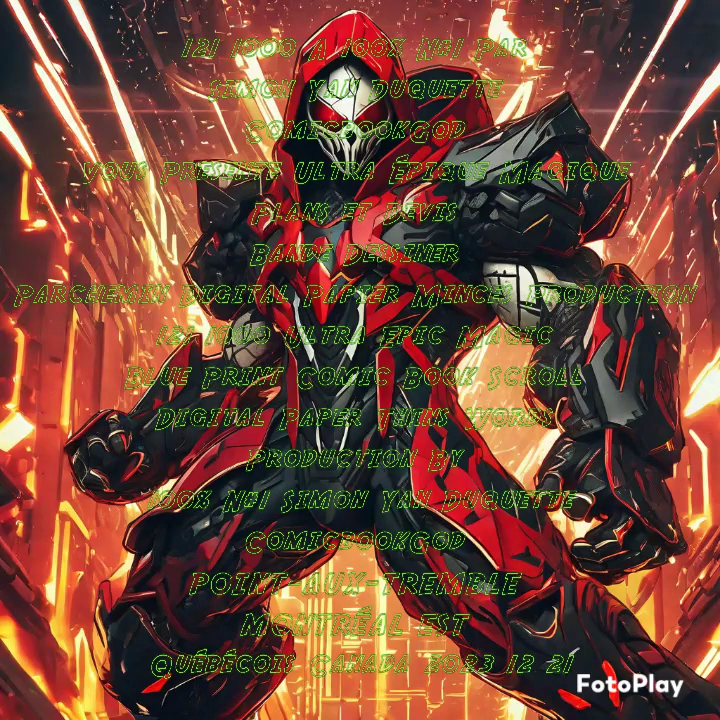 121 1000 A 100% N#1 PAR
SIMON YAN DUQUETTE
COMICBOOKGOD
VOUS PRESENTE ULTRA ÉPIQUE MAGIQUE
PLANS ET DEVIS
BANDE DESSINER
PARCHEMIN DIGITAL PAPIER MINCES PRODUCTION
121 1000 ULTRA EPIC MAGIC
BLUE PRINT COMIC BOOK SCROLL
DIGITAL PAPER THINS WORDS
PRODUCTION BY
100% N#1 SIMON YAN DUQUETTE
COMICBOOKGOD
POINT-AUX-TREMBLE
MONTRÉAL EST
QUÉBÉCOIS CANADA 2023 12 21
FotoPlay